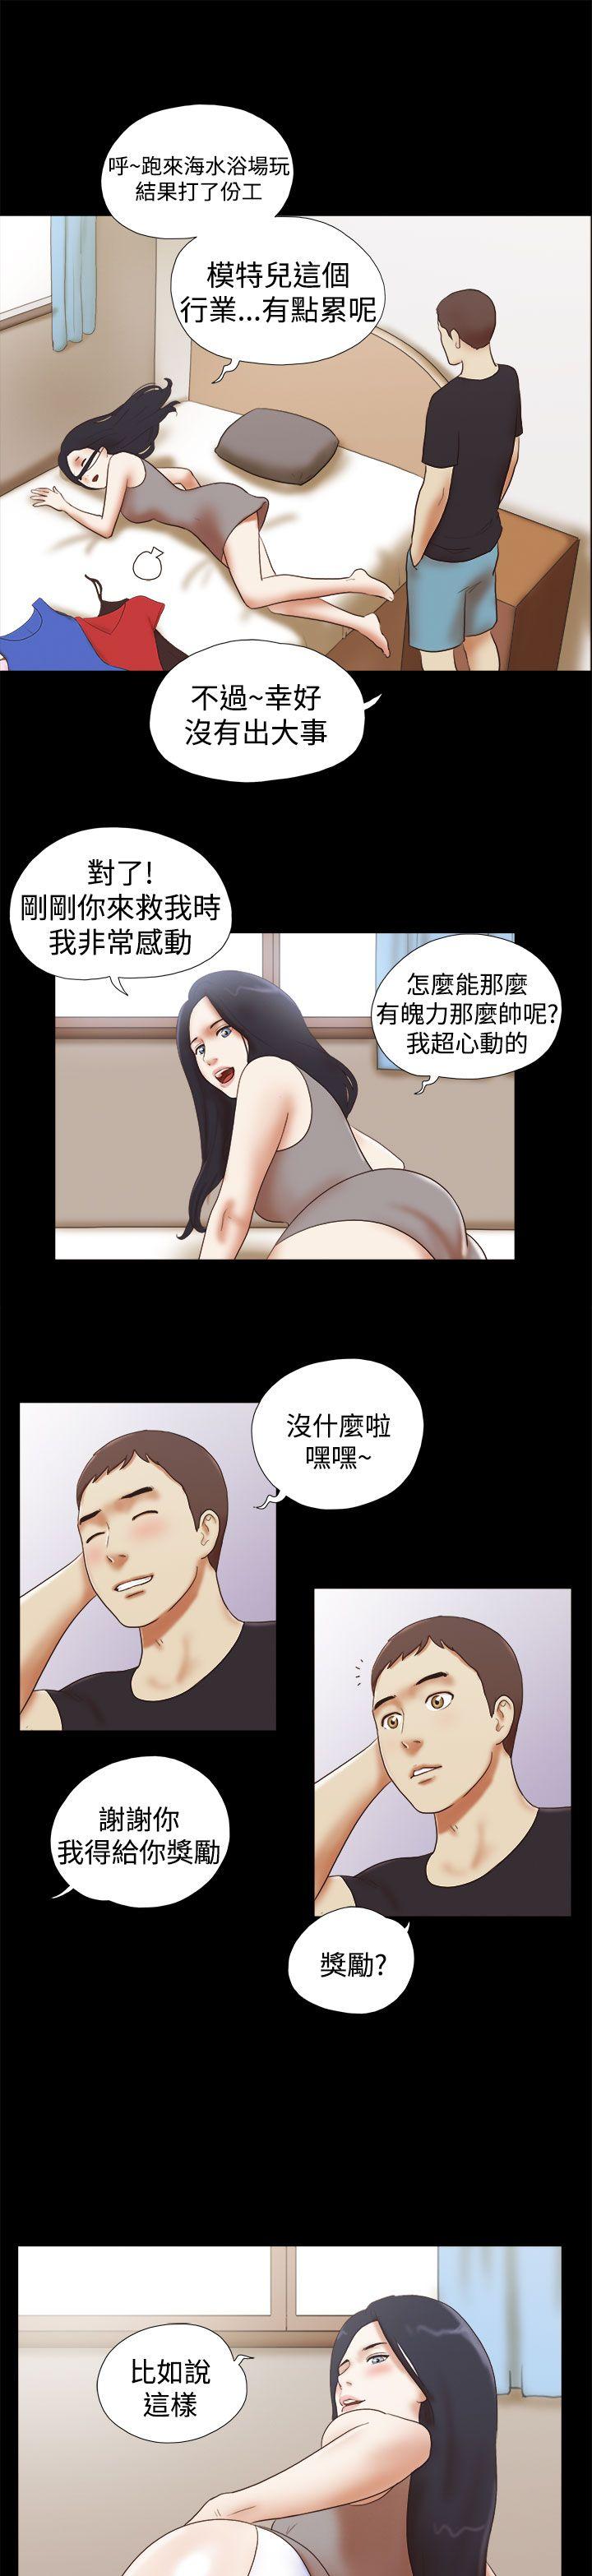 呼~跑來海水浴場玩
結果打了份工
模特兒這個
行業...有點累呢
不過~幸好
沒有出大事
對了!
剛剛你來救我時
我非常感動
怎麼能那麼
有魄力那麼帥呢?
我超心動的
沒什麼啦
嘿嘿~
謝謝你
我得給你獎勵
獎勵?
比如說
這樣